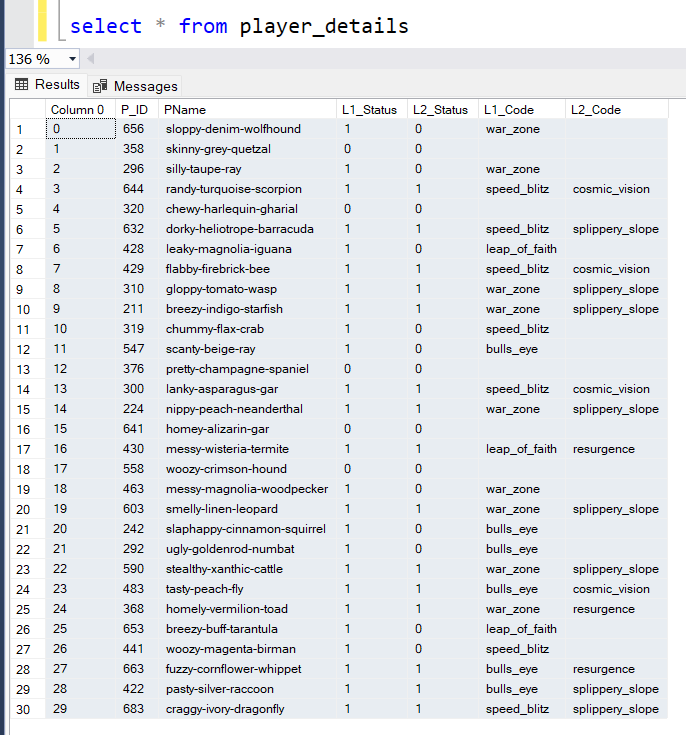 select * from player_details
136 %
Results Messages
Column 0 P_ID PName L1_Status L2_Status L1_Code L2_Code
1 0 656 sloppy-denim-wolfhound 1 0 war_zone
2 1 358 skinny-grey-quetzal 0 0
3 2 296 silly-taupe-ray 1 0 war_zone
4 3 644 randy-turquoise-scorpion 1 1 speed_blitz cosmic_vision
5 4 320 chewy-harlequin-gharial 0 0
6 5 632 dorky-heliotrope-barracuda 1 1 speed_blitz splippery_slope
7 6 428 leaky-magnolia-iguana 1 0 leap_of_faith
8 7 429 flabby-firebrick-bee 1 1 speed_blitz cosmic_vision
9 8 310 gloppy-tomato-wasp 1 1 war_zone splippery_slope
10 9 211 breezy-indigo-starfish 1 1 war_zone splippery_slope
11 10 319 chummy-flax-crab 1 0 speed_blitz
12 11 547 scanty-beige-ray 1 0 bulls_eye
13 12 376 pretty-champagne-spaniel 0 0
14 13 300 lanky-asparagus-gar 1 1 speed_blitz cosmic_vision
15 14 224 nippy-peach-neanderthal 1 1 war_zone splippery_slope
16 15 641 homey-alizarin-gar 0 0
17 16 430 messy-wisteria-termite 1 1 leap_of_faith resurgence
18 17 558 woozy-crimson-hound 0 0
19 18 463 messy-magnolia-woodpecker 1 0 war_zone
20 19 603 smelly-linen-leopard 1 1 war_zone splippery_slope
21 20 242 slaphappy-cinnamon-squirrel 1 0 bulls_eye
22 21 292 ugly-goldenrod-numbat 1 0 bulls_eye
23 22 590 stealthy-xanthic-cattle 1 1 war_zone splippery_slope
24 23 483 tasty-peach-fly 1 1 bulls_eye cosmic_vision
25 24 368 homely-vermilion-toad 1 1 war_zone resurgence
26 25 653 breezy-buff-tarantula 1 0 leap_of_faith
27 26 441 woozy-magenta-birman 1 0 speed_blitz
28 27 663 fuzzy-cornflower-whippet 1 1 bulls_eye resurgence
29 28 422 pasty-silver-raccoon 1 1 bulls_eye splippery_slope
30 29 683 craggy-ivory-dragonfly 1 1 speed_blitz splippery_slope